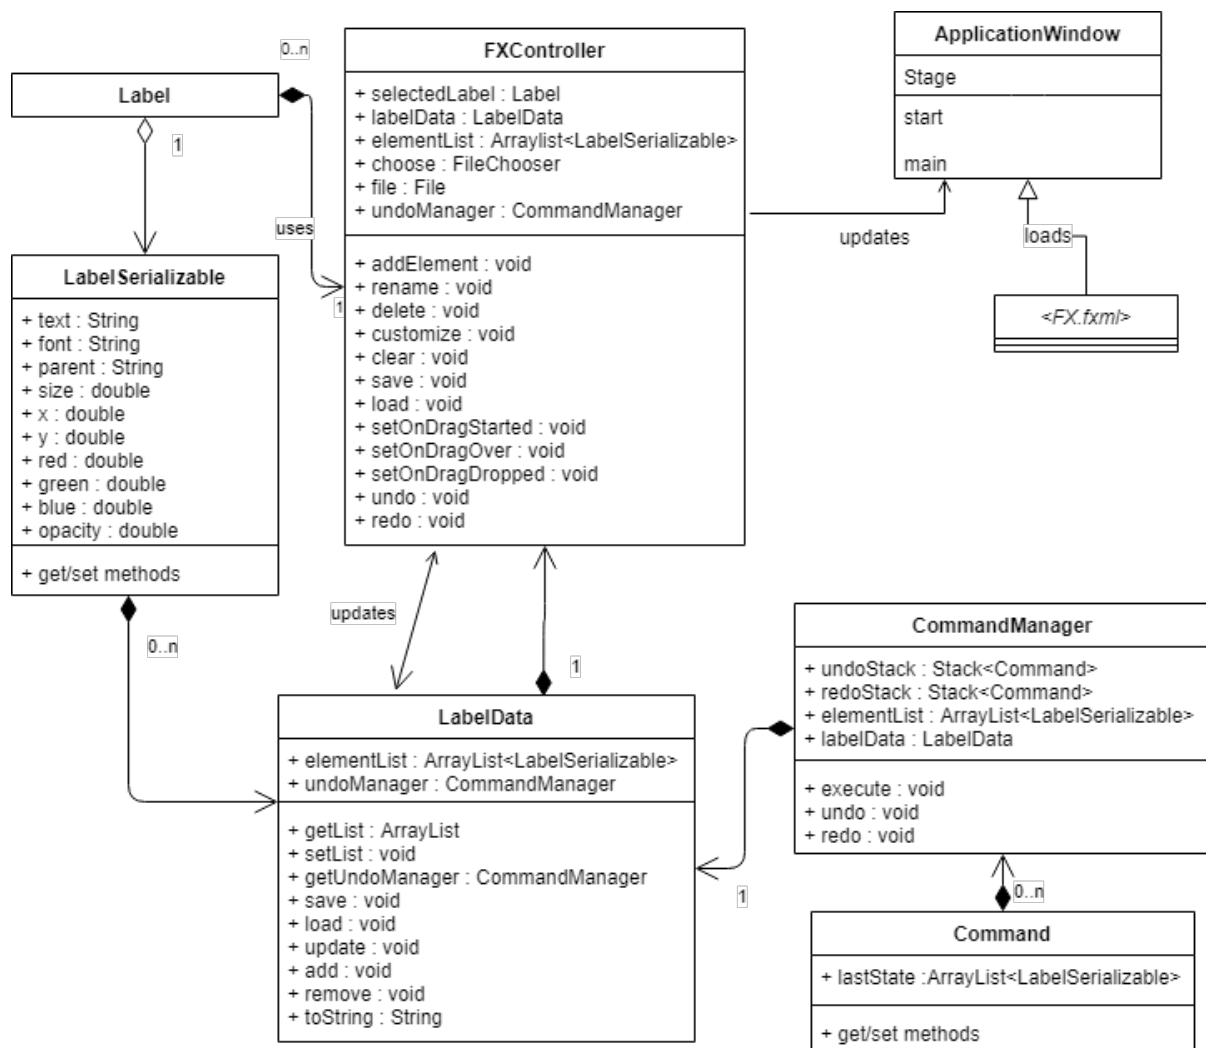 Label
0..n
1
uses
1
FXController
+ selectedLabel : Label
+ labelData : LabelData
+ elementList : Arraylist<LabelSerializable>
+ choose : FileChooser
+ file : File
+ undoManager : CommandManager
+ addElement : void
+ rename : void
+ delete : void
+ customize : void
+ clear : void
+ save : void
+ load : void
+ setOnDragStarted : void
+ setOnDragOver : void
+ setOnDragDropped : void
+ undo : void
+ redo : void
ApplicationWindow
Stage
start
main
updates
loads
<FX.fxml>
LabelSerializable
+ text : String
+ font : String
+ parent : String
+ size : double
+ x : double
+ y : double
+ red : double
+ green : double
+ blue : double
+ opacity : double
+ get/set methods
0..n
updates
1
LabelData
+ elementList : ArrayList<LabelSerializable>
+ undoManager : CommandManager
+ getList : ArrayList
+ setList : void
+ getUndoManager : CommandManager
+ save : void
+ load : void
+ update : void
+ add : void
+ remove : void
+ toString : String
1
CommandManager
+ undoStack : Stack<Command>
+ redoStack : Stack<Command>
+ elementList : ArrayList<LabelSerializable>
+ labelData : LabelData
+ execute : void
+ undo : void
+ redo : void
0..n
Command
+ lastState :ArrayList<LabelSerializable>
+ get/set methods